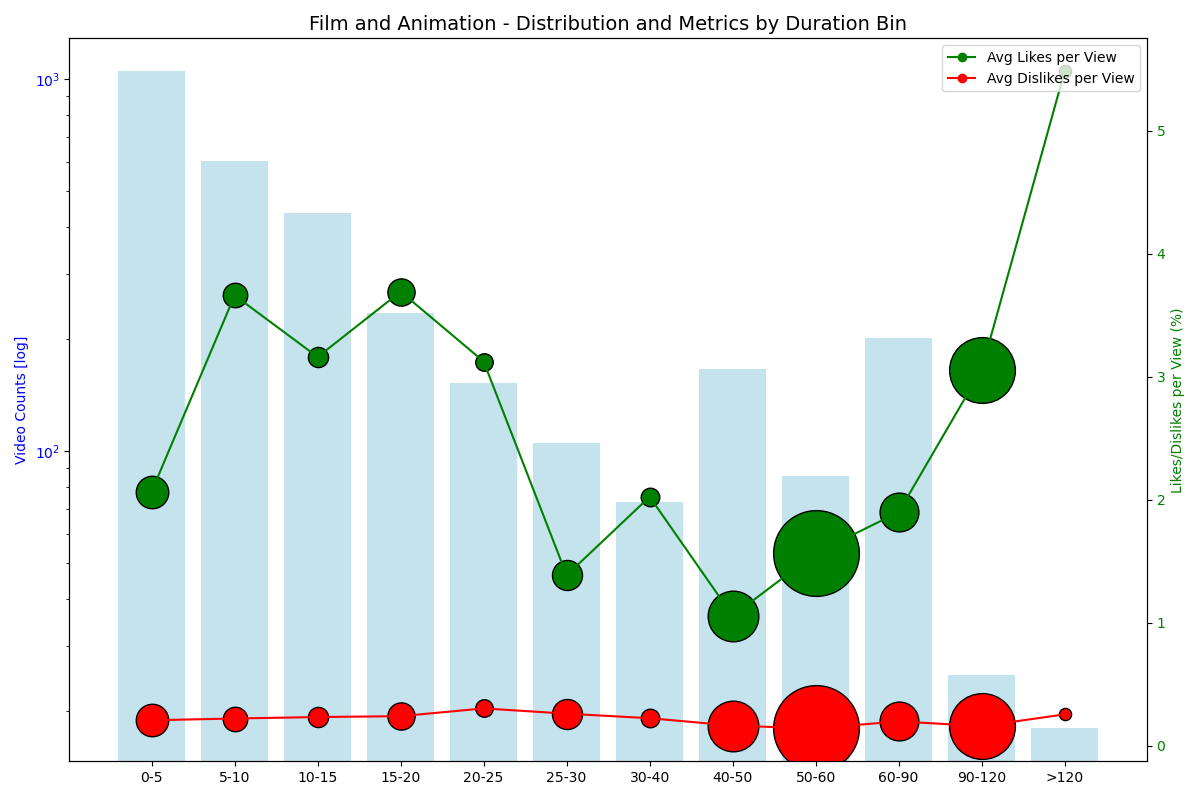 Film and Animation - Distribution and Metrics by Duration Bin
Avg Likes per View
Avg Dislikes per View
Video Counts [log]
10³
10²
5
4
3
2
1
0
Likes/Dislikes per View (%)
0-5 5-10 10-15 15-20 20-25 25-30 30-40 40-50 50-60 60-90 90-120 >120